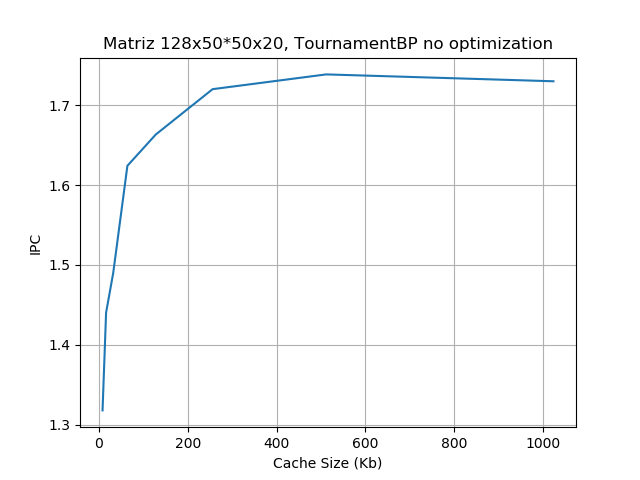 Matriz 128x50*50x20, TournamentBP no optimization
1.7
1.6
1.5
1.4
1.3
IPC
0 200 400 600 800 1000
Cache Size (Kb)